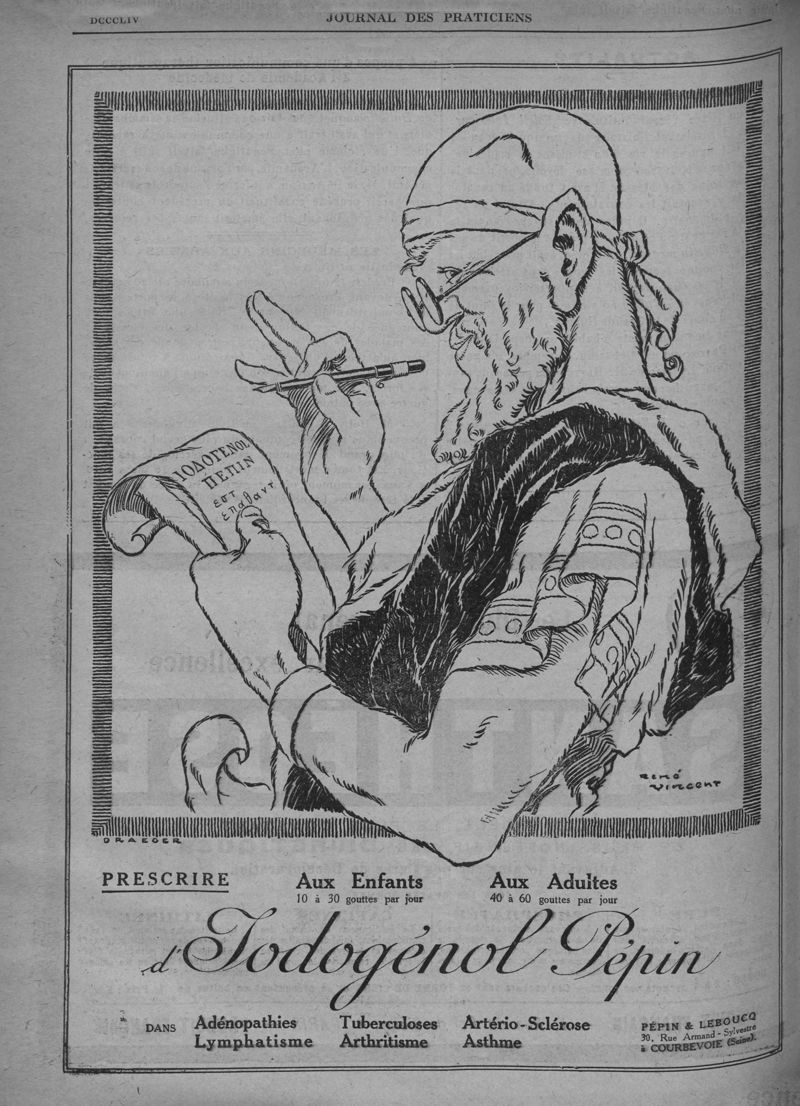 DCCCLIV JOURNAL DES PRATICIENS
ΙΟΔΟΓΕΝΟΛ
ΠΕΠΙΝ
εστ
επαθαντ
René
Vincent
DRAEGER
PRESCRIRE Aux Enfants Aux Adultes
10 à 30 gouttes par jour 40 à 60 gouttes par jour
d'Iodogénol Pépin
DANS Adénopathies Tuberculoses Artério-Sclérose
Lymphatisme Arthritisme Asthme
PÉPIN & LEBOUCQ
30, Rue Armand-Sylvestre
à COURBEVOIE (Seine).